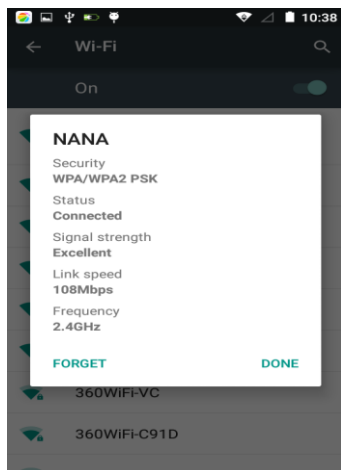 10:38
Wi-Fi
On
NANA
Security
WPA/WPA2 PSK
Status
Connected
Signal strength
Excellent
Link speed
108Mbps
Frequency
2.4GHz
FORGET DONE
360WiFi-VC
360WiFi-C91D